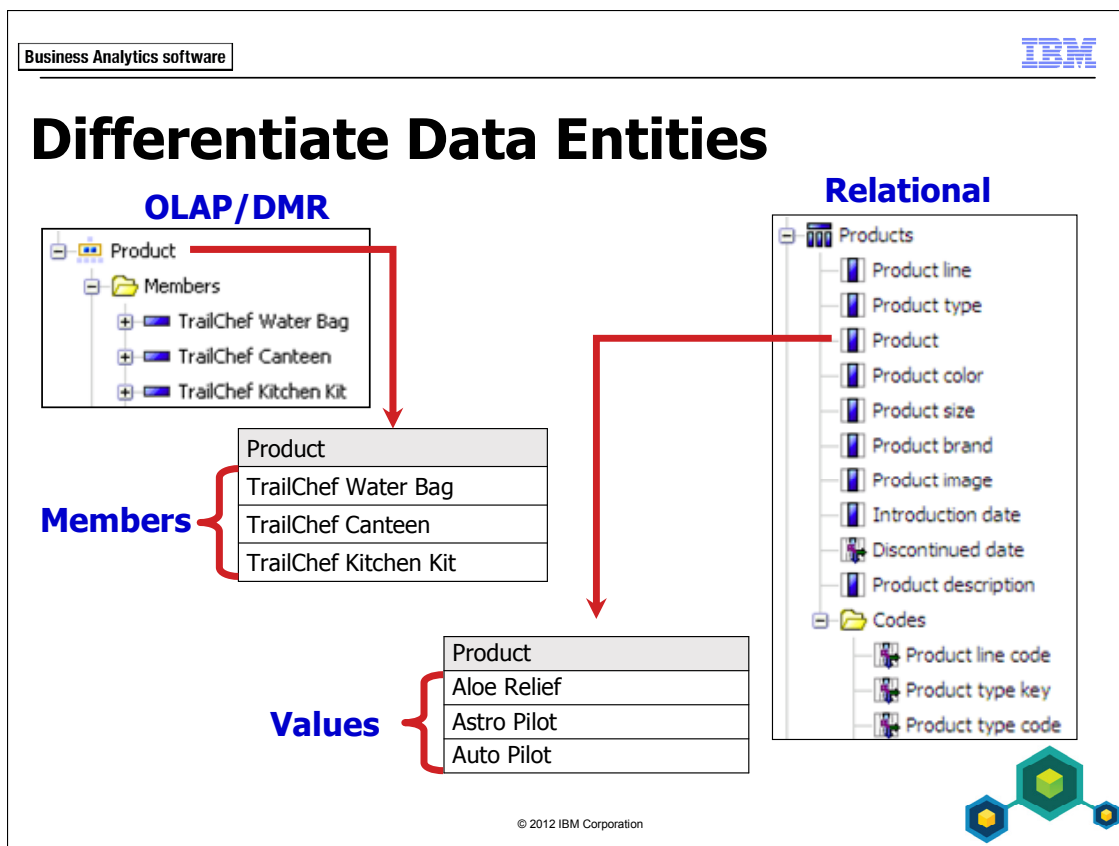 Business Analytics software
IBM
Differentiate Data Entities
OLAP/DMR
Product
Members
TrailChef Water Bag
TrailChef Canteen
TrailChef Kitchen Kit
Members
Product
TrailChef Water Bag
TrailChef Canteen
TrailChef Kitchen Kit
Relational
Products
Product line
Product type
Product
Product color
Product size
Product brand
Product image
Introduction date
Discontinued date
Product description
Codes
Product line code
Product type key
Product type code
Values
Product
Aloe Relief
Astro Pilot
Auto Pilot
© 2012 IBM Corporation